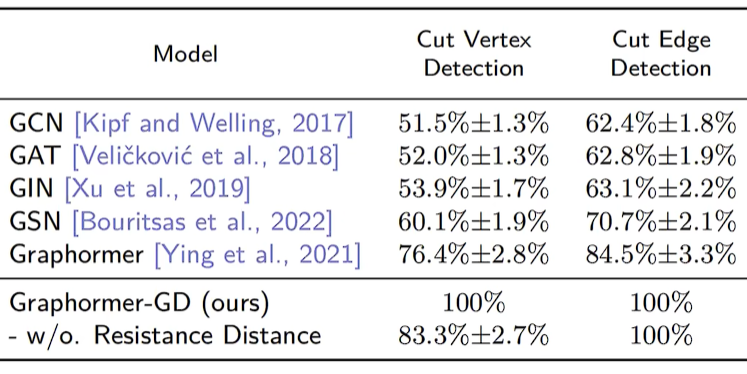 Model Cut Vertex Detection Cut Edge Detection
GCN [Kipf and Welling, 2017] 51.5%±1.3% 62.4%±1.8%
GAT [Veličković et al., 2018] 52.0%±1.3% 62.8%±1.9%
GIN [Xu et al., 2019] 53.9%±1.7% 63.1%±2.2%
GSN [Bouritsas et al., 2022] 60.1%±1.9% 70.7%±2.1%
Graphormer [Ying et al., 2021] 76.4%±2.8% 84.5%±3.3%
Graphormer-GD (ours) 100% 100%
- w/o. Resistance Distance 83.3%±2.7% 100%